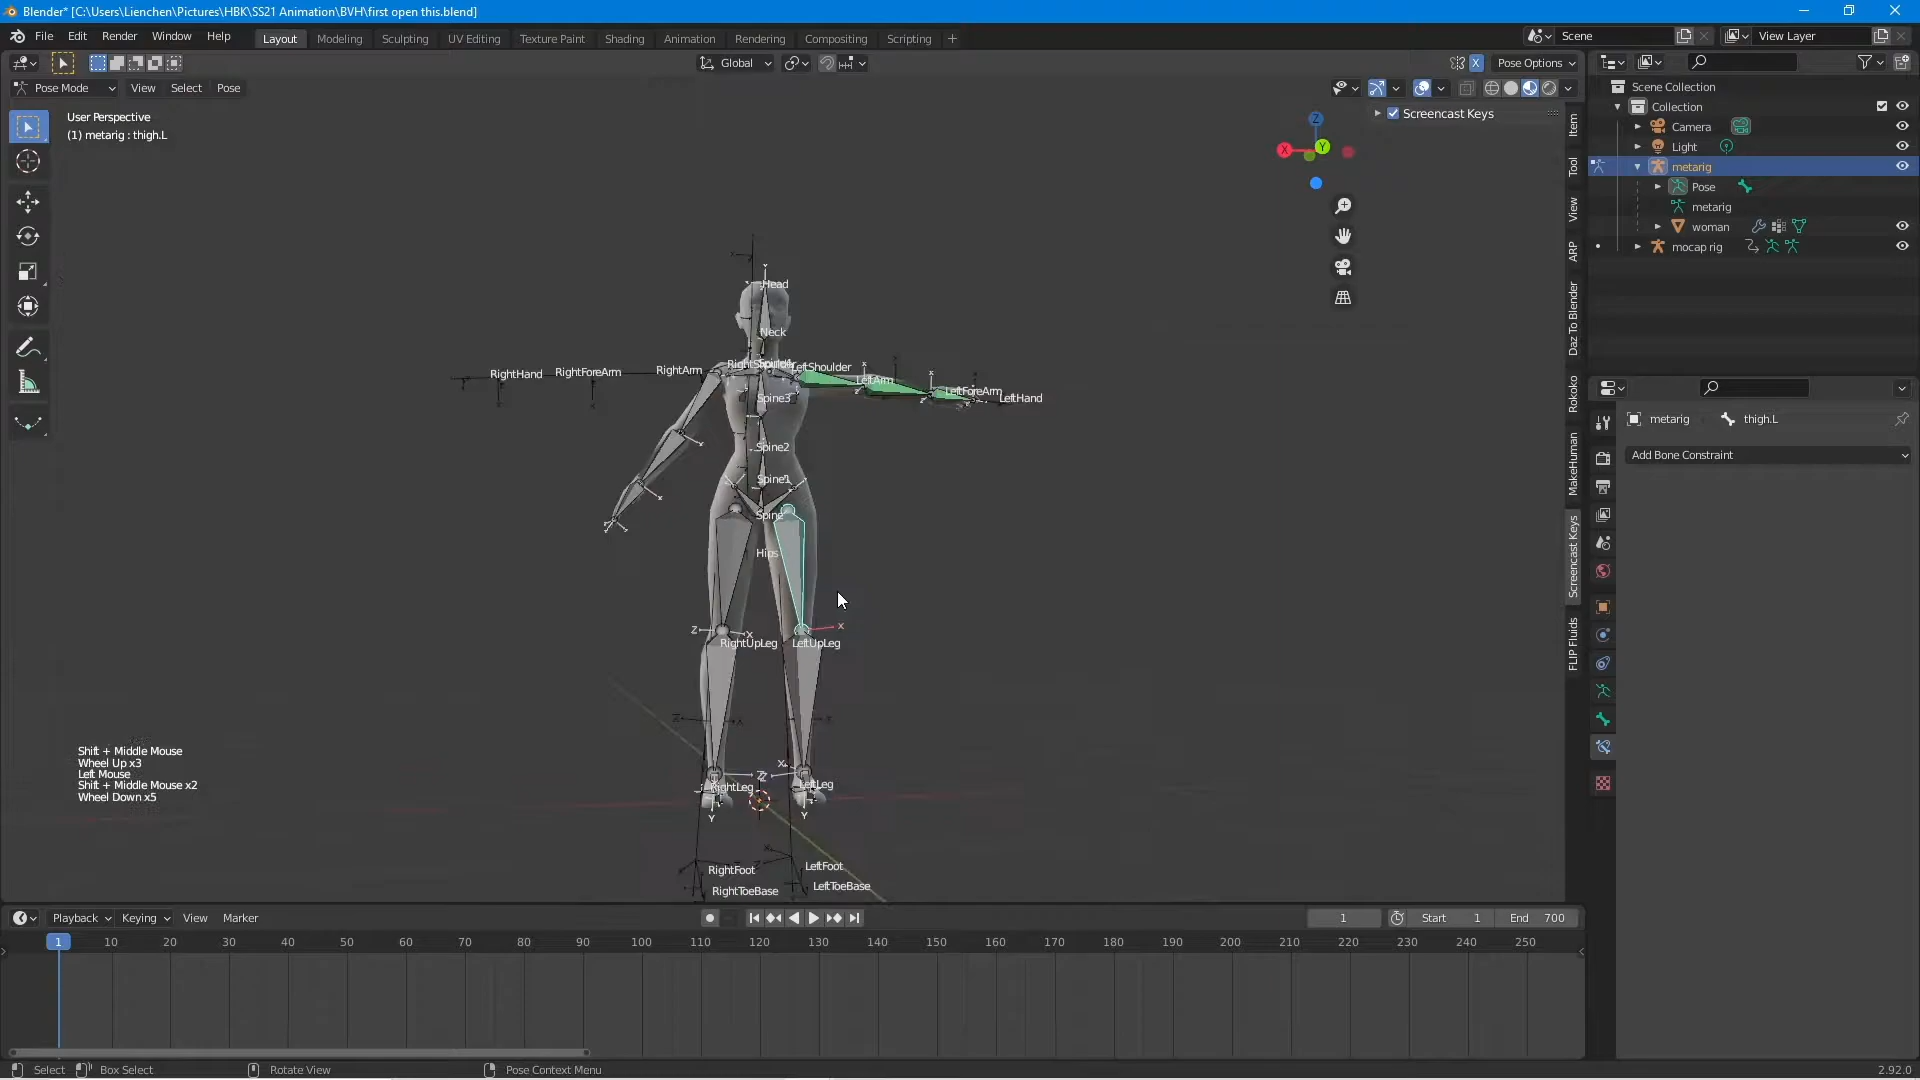 Blender* [C:\Users\Lienchen\Pictures\HBK\SS21 Animation\BVH\first open this.blend]
File Edit Render Window Help Layout Modeling Sculpting UV Editing Texture Paint Shading Animation Rendering Compositing Scripting + Scene View Layer
Global X Pose Options
Pose Mode View Select Pose
User Perspective
(1) metarig : thigh.L
Screencast Keys
Z
X Y
Item
Tool
View
ARP
Daz To Blender
Rokoko
MakeHuman
Screencast Keys
FLIP Fluids
Head
Neck
RightHand RightForeArm RightArm LeftShoulder
LeftArm LeftForeArm LeftHand
Spine3
Spine2
Spine1
Spine
Hips
Z X X
RightUpLeg LeftUpLeg
RightLeg LeftLeg
Y Y
RightFoot LeftFoot
RightToeBase LeftToeBase
Shift + Middle Mouse
Wheel Up x3
Left Mouse
Shift + Middle Mouse x2
Wheel Down x5
Scene Collection
Collection
Camera
Light
metarig
Pose
metarig
woman
mocap rig
metarig thigh.L
Add Bone Constraint
Playback Keying View Marker 1 Start 1 End 700
1 10 20 30 40 50 60 70 80 90 100 110 120 130 140 150 160 170 180 190 200 210 220 230 240 250
Select Box Select Rotate View Pose Context Menu 2.92.0